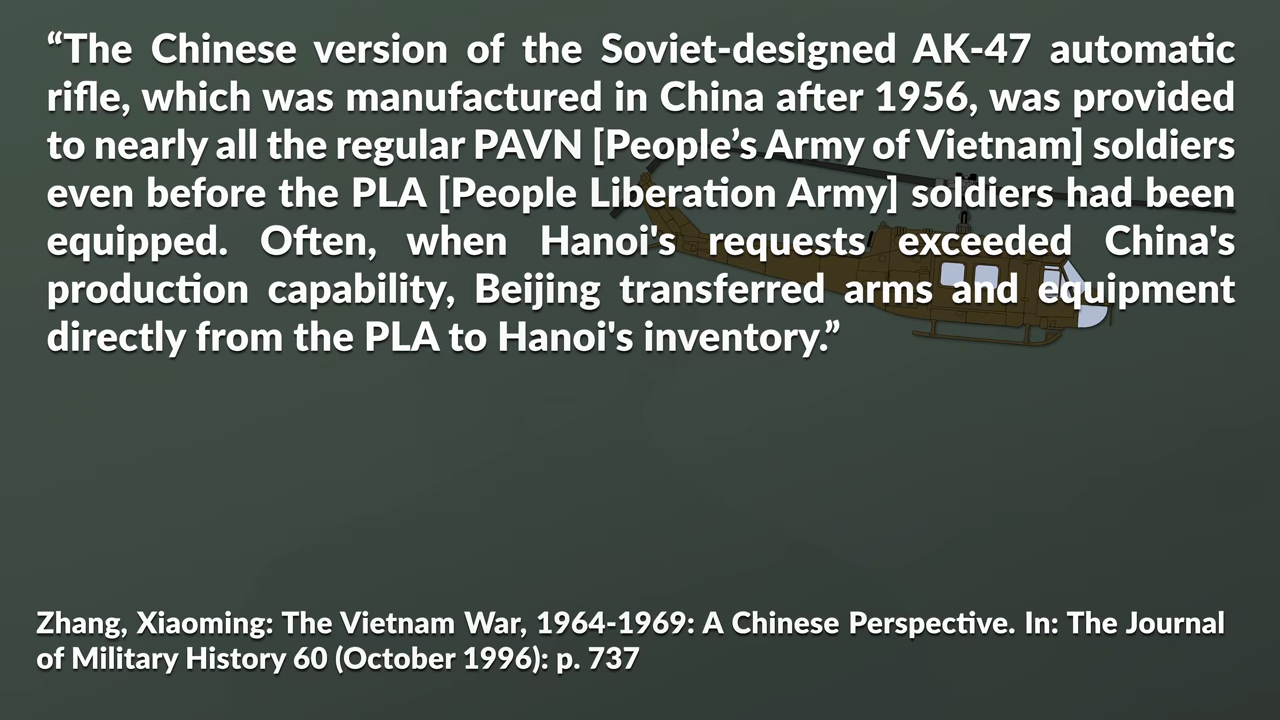 “The Chinese version of the Soviet-designed AK-47 automatic
rifle, which was manufactured in China after 1956, was provided
to nearly all the regular PAVN [People’s Army of Vietnam] soldiers
even before the PLA [People Liberation Army] soldiers had been
equipped. Often, when Hanoi's requests exceeded China's
production capability, Beijing transferred arms and equipment
directly from the PLA to Hanoi's inventory.”
Zhang, Xiaoming: The Vietnam War, 1964-1969: A Chinese Perspective. In: The Journal
of Military History 60 (October 1996): p. 737